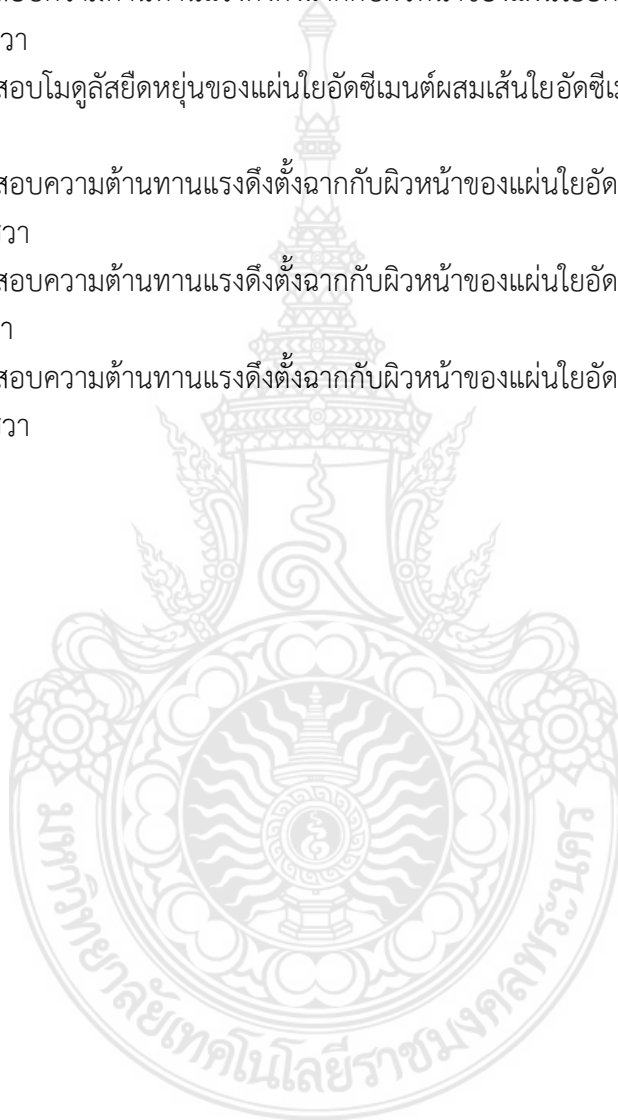 วา
สอบโมดูลัสยืดหยุ่นของแผ่นใยอัดซีเมนต์ผสมเส้นใยอัดซีเม
สอบความต้านทานแรงดึงตั้งฉากกับผิวหน้าของแผ่นใยอัด
วา
สอบความต้านทานแรงดึงตั้งฉากกับผิวหน้าของแผ่นใยอัด
า
สอบความต้านทานแรงดึงตั้งฉากกับผิวหน้าของแผ่นใยอัด
วา
มหาวิทยาลัยเทคโนโลยีราชมงคลพระนคร